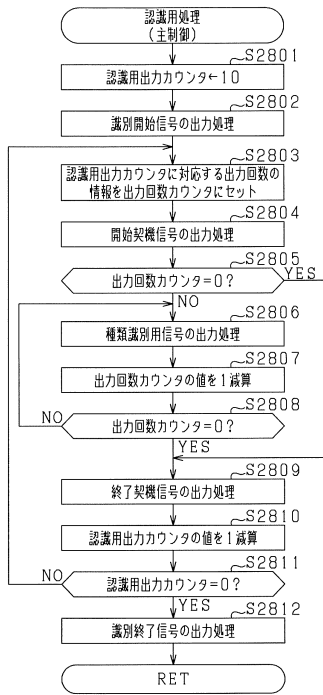 認識用処理
(主制御)
S2801
認識用出力カウンタ←10
S2802
識別開始信号の出力処理
S2803
認識用出力カウンタに対応する出力回数の
情報を出力回数カウンタにセット
S2804
開始契機信号の出力処理
S2805
出力回数カウンタ=0?
YES
NO
S2806
種類識別用信号の出力処理
S2807
出力回数カウンタの値を1減算
S2808
NO
出力回数カウンタ=0?
YES
S2809
終了契機信号の出力処理
S2810
認識用出力カウンタの値を1減算
S2811
NO
認識用出力カウンタ=0?
YES
S2812
識別終了信号の出力処理
RET